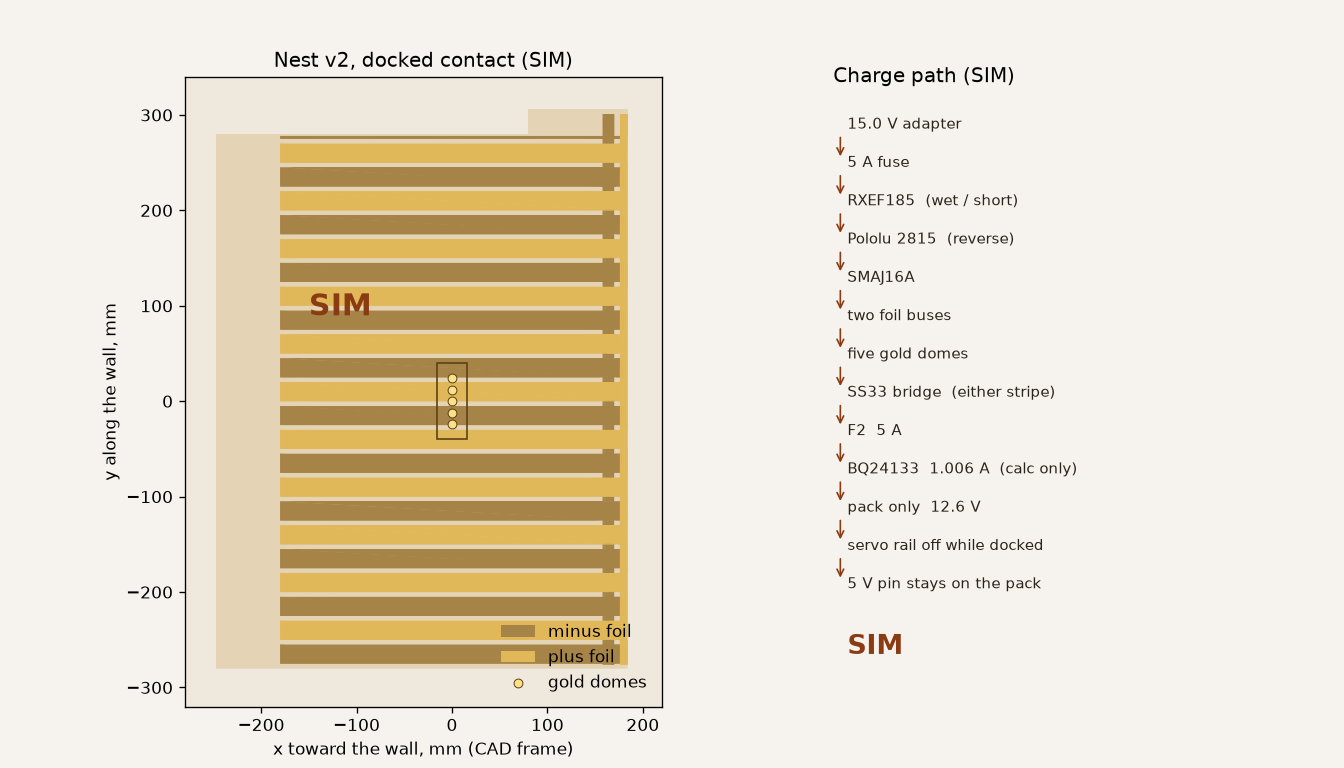 Nest v2, docked contact (SIM)
300
200
100
0
−100
−200
−300
y along the wall, mm
SIM
minus foil
plus foil
gold domes
−200
−100
0
100
200
x toward the wall, mm (CAD frame)
Charge path (SIM)
15.0 V adapter
5 A fuse
RXEF185  (wet / short)
Pololu 2815  (reverse)
SMAJ16A
two foil buses
five gold domes
SS33 bridge  (either stripe)
F2  5 A
BQ24133  1.006 A  (calc only)
pack only  12.6 V
servo rail off while docked
5 V pin stays on the pack
SIM